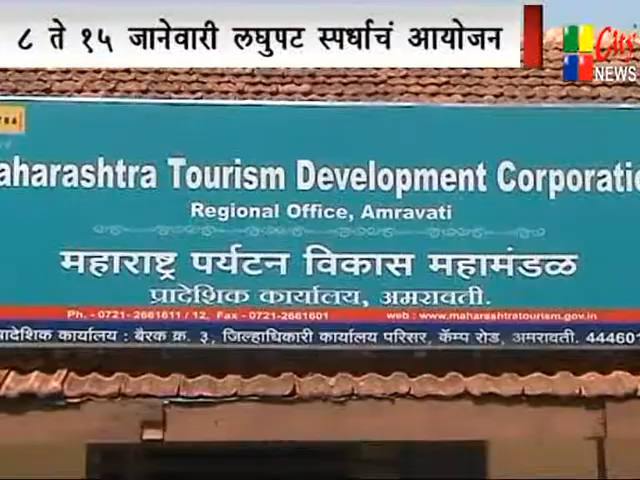 ८ ते १५ जानेवारी लघुपट स्पर्धाचं आयोजन
City
NEWS
aharashtra Tourism Development Corporatio
Regional Office, Amravati
महाराष्ट्र पर्यटन विकास महामंडळ
प्रादेशिक कार्यालय, अमरावती.
Ph. - 0721-2661611 / 12, Fax - 0721-2661601 web : www.maharashtratourism.gov.in
प्रादेशिक कार्यालय : बैरक क्र. ३, जिल्हाधिकारी कार्यालय परिसर, कॅम्प रोड, अमरावती. 44460